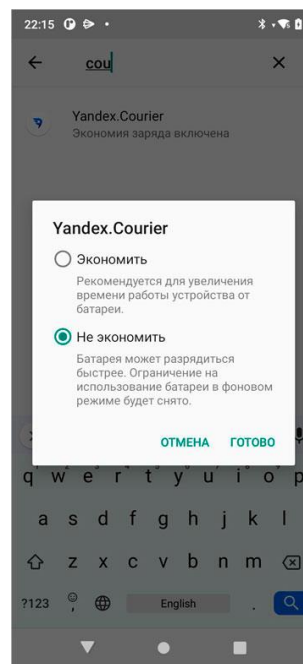 22:15
cou
Yandex.Courier
Экономия заряда включена
Yandex.Courier
Экономить
Рекомендуется для увеличения
времени работы устройства от
батареи.
Не экономить
Батарея может разрядиться
быстрее. Ограничение на
использование батареи в фоновом
режиме будет снято.
ОТМЕНА ГОТОВО
q w e r t y u i o p
a s d f g h j k l
z x c v b n m
?123 , English .